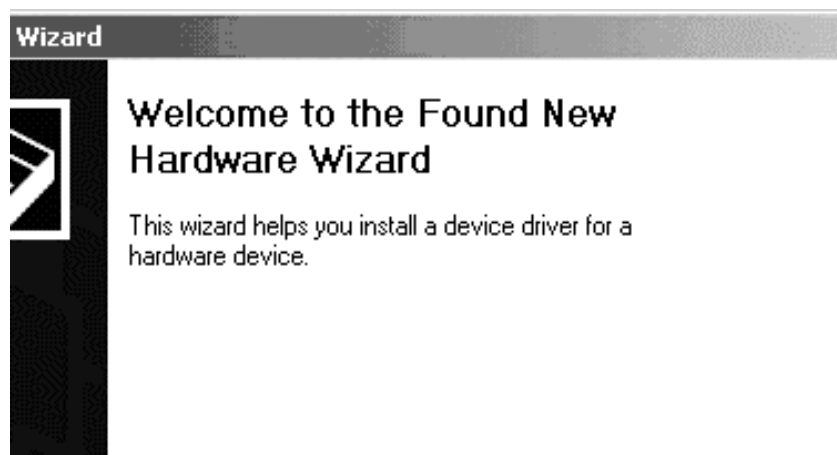 Wizard
Welcome to the Found New
Hardware Wizard
This wizard helps you install a device driver for a
hardware device.